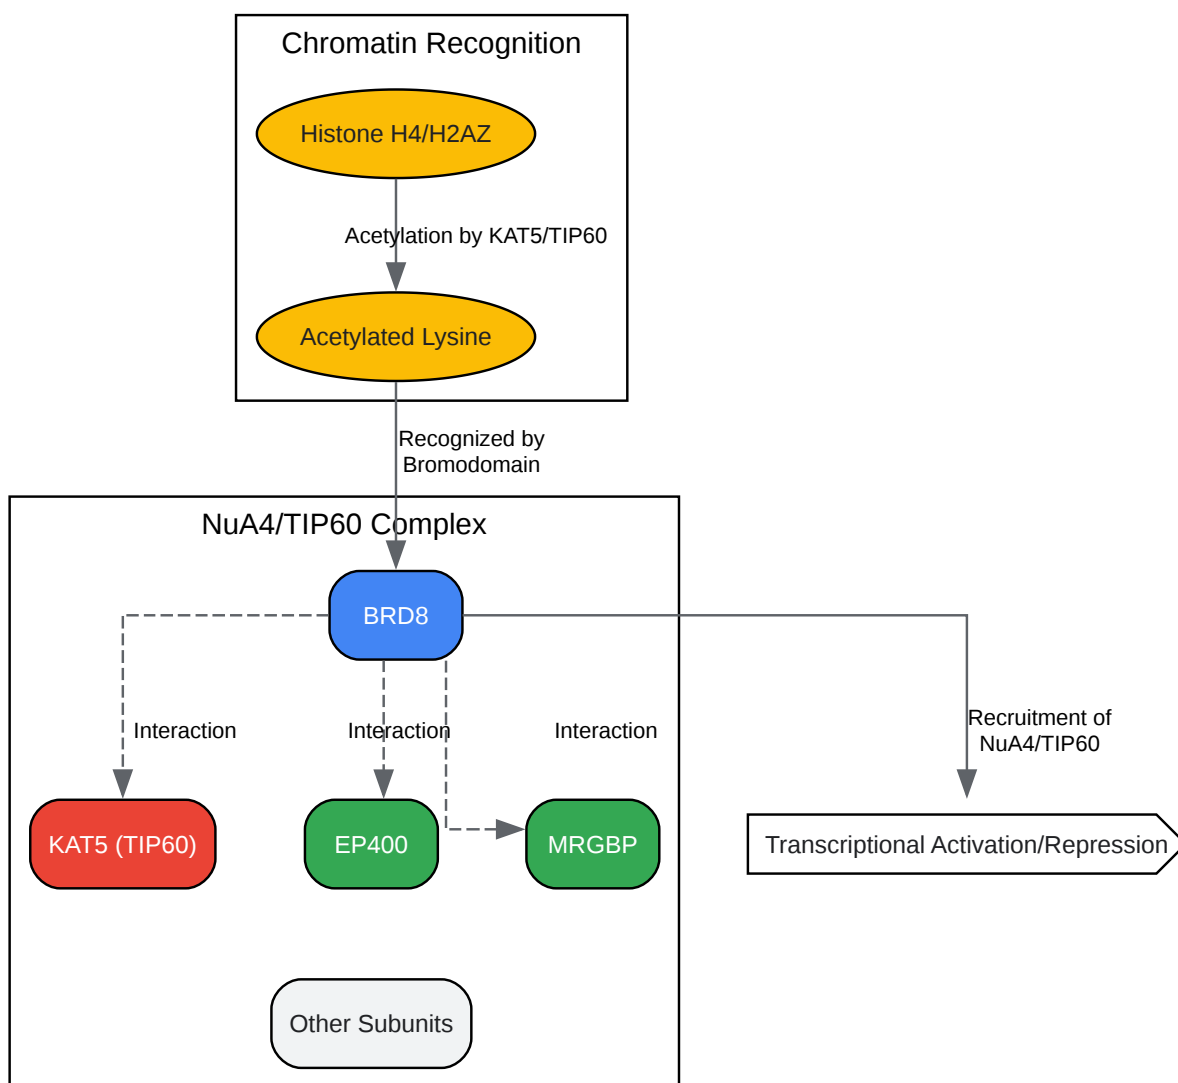 Chromatin Recognition
Histone H4/H2AZ
Acetylation by KAT5/TIP60
Acetylated Lysine
Recognized by
Bromodomain
NuA4/TIP60 Complex
BRD8
Interaction
Interaction
Interaction
Recruitment of
NuA4/TIP60
KAT5 (TIP60)
EP400
MRGBP
Transcriptional Activation/Repression
Other Subunits